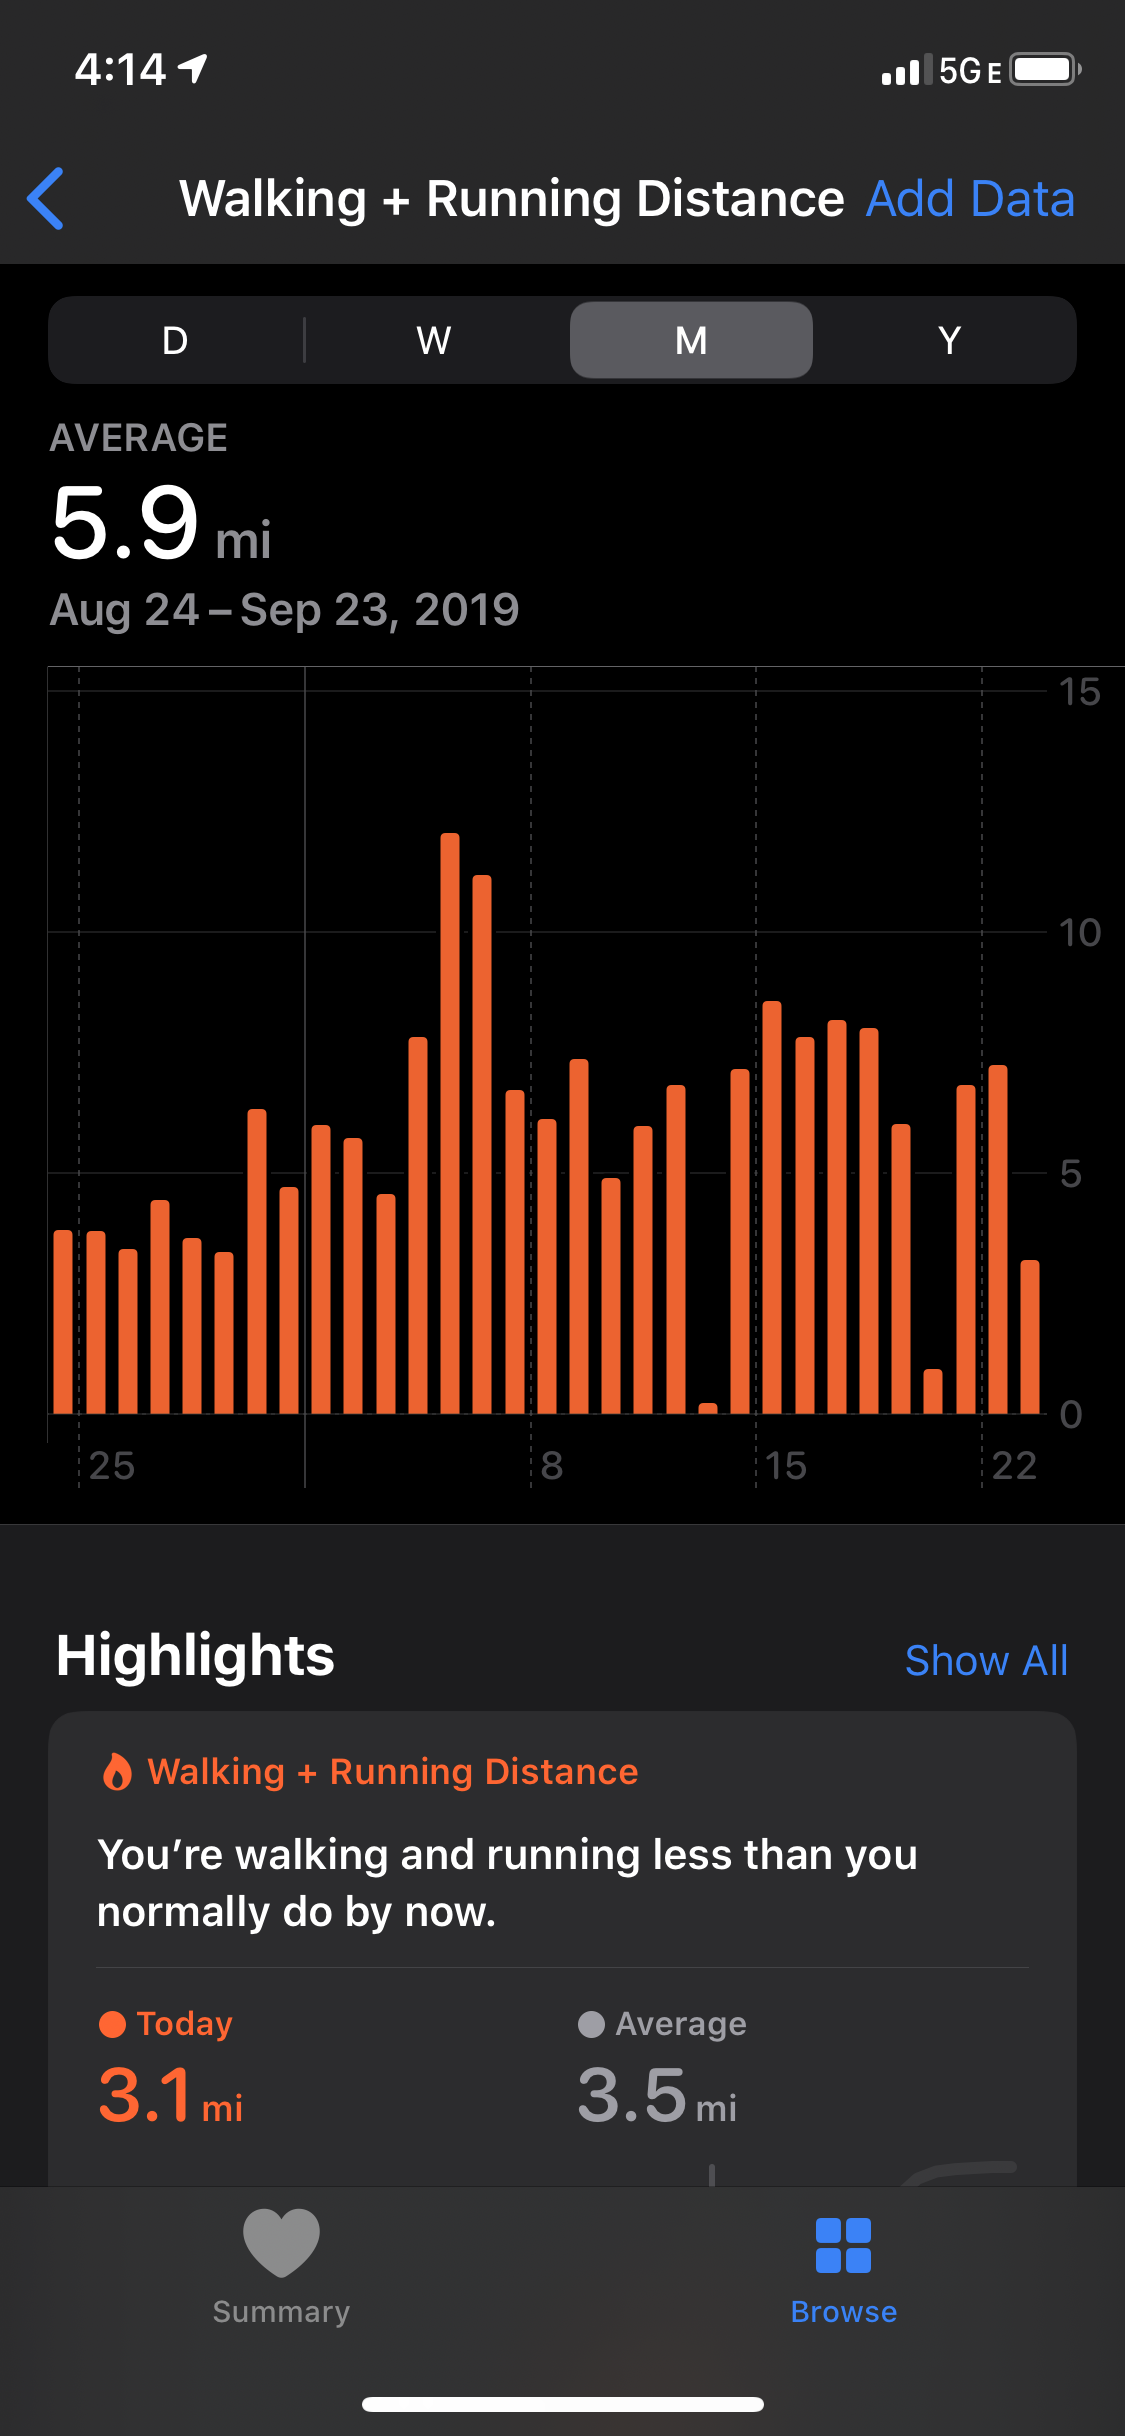 4:14
5G E
Walking + Running Distance
Add Data
D W M Y
AVERAGE
5.9 mi
Aug 24 – Sep 23, 2019
15
10
5
0
25 8 15 22
Highlights
Show All
Walking + Running Distance
You’re walking and running less than you
normally do by now.
Today Average
3.1 mi 3.5 mi
Summary Browse